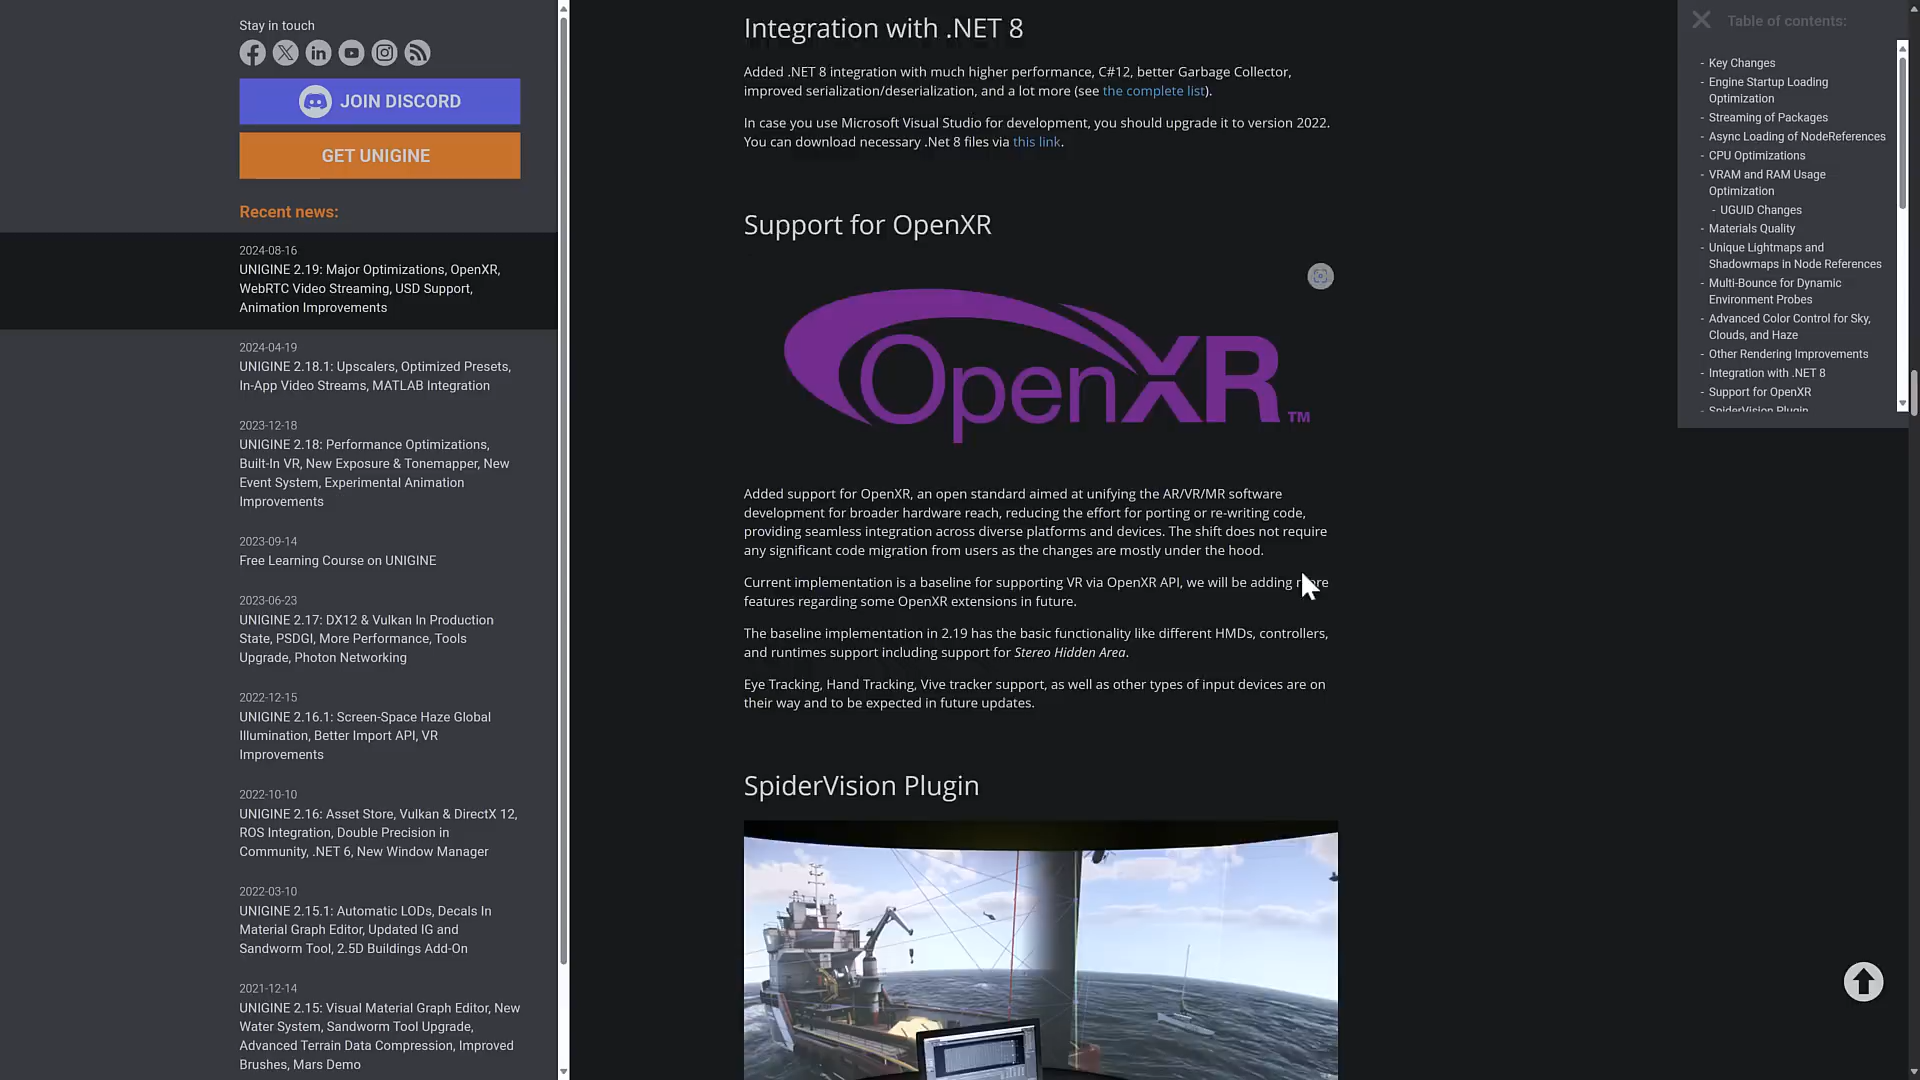 Stay in touch
JOIN DISCORD
GET UNIGINE
Recent news:
2024-08-16
UNIGINE 2.19: Major Optimizations, OpenXR,
WebRTC Video Streaming, USD Support,
Animation Improvements
2024-04-19
UNIGINE 2.18.1: Upscalers, Optimized Presets,
In-App Video Streams, MATLAB Integration
2023-12-18
UNIGINE 2.18: Performance Optimizations,
Built-In VR, New Exposure & Tonemapper, New
Event System, Experimental Animation
Improvements
2023-09-14
Free Learning Course on UNIGINE
2023-06-23
UNIGINE 2.17: DX12 & Vulkan In Production
State, PSDGI, More Performance, Tools
Upgrade, Photon Networking
2022-12-15
UNIGINE 2.16.1: Screen-Space Haze Global
Illumination, Better Import API, VR
Improvements
2022-10-10
UNIGINE 2.16: Asset Store, Vulkan & DirectX 12,
ROS Integration, Double Precision in
Community, .NET 6, New Window Manager
2022-03-10
UNIGINE 2.15.1: Automatic LODs, Decals In
Material Graph Editor, Updated IG and
Sandworm Tool, 2.5D Buildings Add-On
2021-12-14
UNIGINE 2.15: Visual Material Graph Editor, New
Water System, Sandworm Tool Upgrade,
Advanced Terrain Data Compression, Improved
Brushes, Mars Demo
Integration with .NET 8
Added .NET 8 integration with much higher performance, C#12, better Garbage Collector,
improved serialization/deserialization, and a lot more (see the complete list).
In case you use Microsoft Visual Studio for development, you should upgrade it to version 2022.
You can download necessary .Net 8 files via this link.
Support for OpenXR
OpenXR™
Added support for OpenXR, an open standard aimed at unifying the AR/VR/MR software
development for broader hardware reach, reducing the effort for porting or re-writing code,
providing seamless integration across diverse platforms and devices. The shift does not require
any significant code migration from users as the changes are mostly under the hood.
Current implementation is a baseline for supporting VR via OpenXR API, we will be adding more
features regarding some OpenXR extensions in future.
The baseline implementation in 2.19 has the basic functionality like different HMDs, controllers,
and runtimes support including support for Stereo Hidden Area.
Eye Tracking, Hand Tracking, Vive tracker support, as well as other types of input devices are on
their way and to be expected in future updates.
SpiderVision Plugin
Table of contents:
- Key Changes
- Engine Startup Loading
Optimization
- Streaming of Packages
- Async Loading of NodeReferences
- CPU Optimizations
- VRAM and RAM Usage
Optimization
- UGUID Changes
- Materials Quality
- Unique Lightmaps and
Shadowmaps in Node References
- Multi-Bounce for Dynamic
Environment Probes
- Advanced Color Control for Sky,
Clouds, and Haze
- Other Rendering Improvements
- Integration with .NET 8
- Support for OpenXR
- SpiderVision Plugin